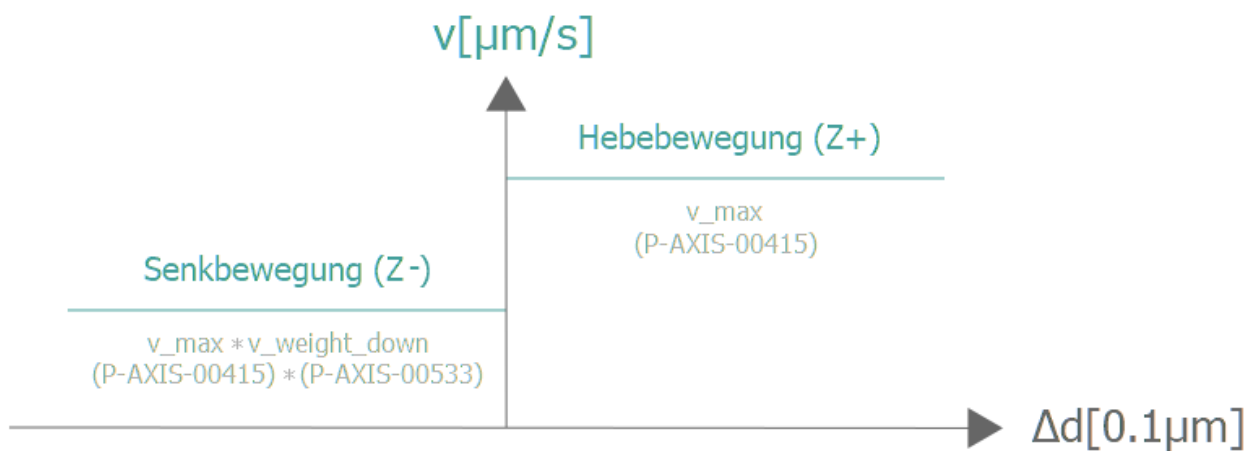 v[µm/s]
Hebebewegung (Z+)
v_max
(P-AXIS-00415)
Senkbewegung (Z-)
v_max*v_weight_down
(P-AXIS-00415)*(P-AXIS-00533)
Δd[0.1µm]